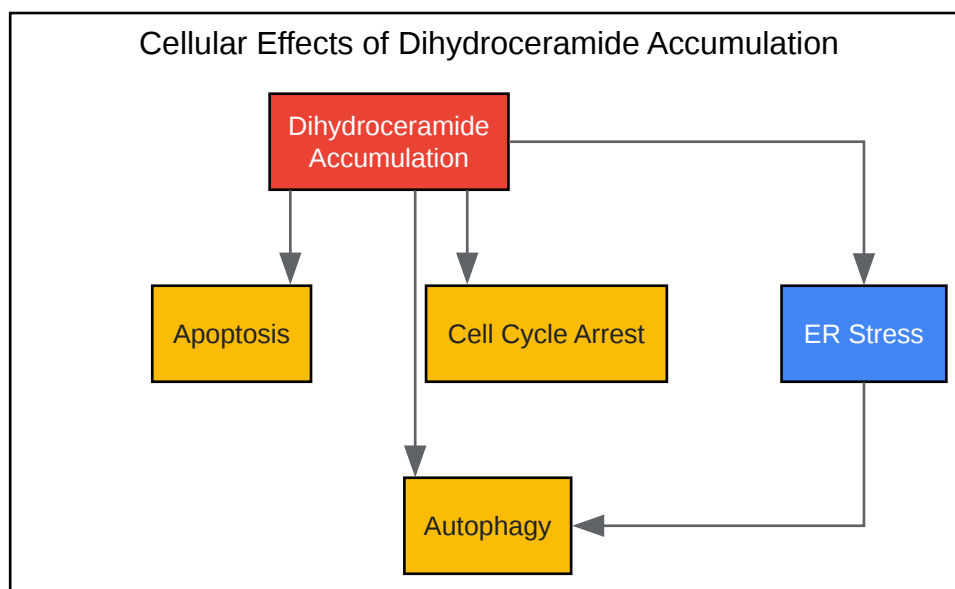 Cellular Effects of Dihydroceramide Accumulation
Dihydroceramide
Accumulation
Apoptosis
Cell Cycle Arrest
ER Stress
Autophagy